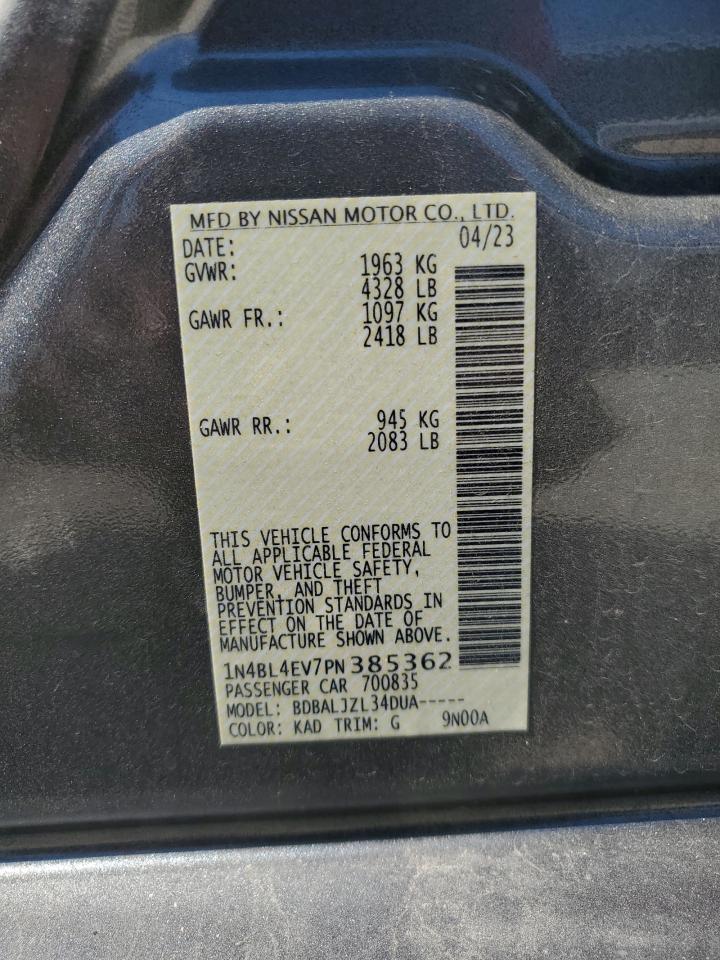 MFD BY NISSAN MOTOR CO., LTD.
DATE: 04/23
GVWR: 1963 KG
4328 LB
GAWR FR.: 1097 KG
2418 LB
GAWR RR.: 945 KG
2083 LB
THIS VEHICLE CONFORMS TO
ALL APPLICABLE FEDERAL
MOTOR VEHICLE SAFETY,
BUMPER, AND THEFT
PREVENTION STANDARDS IN
EFFECT ON THE DATE OF
MANUFACTURE SHOWN ABOVE.
1N4BL4EV7PN385362
PASSENGER CAR 700835
MODEL: BDBALJZL34DUA-----
COLOR: KAD TRIM: G 9N00A